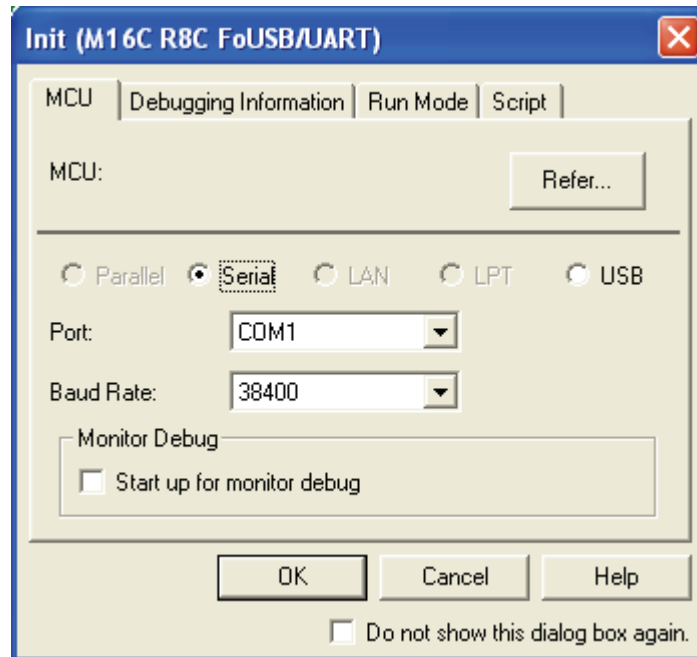 Init (M16C R8C FoUSB/UART)
MCU Debugging Information Run Mode Script
MCU: Refer...
Parallel Serial LAN LPT USB
Port: COM1
Baud Rate: 38400
Monitor Debug
Start up for monitor debug
OK Cancel Help
Do not show this dialog box again.